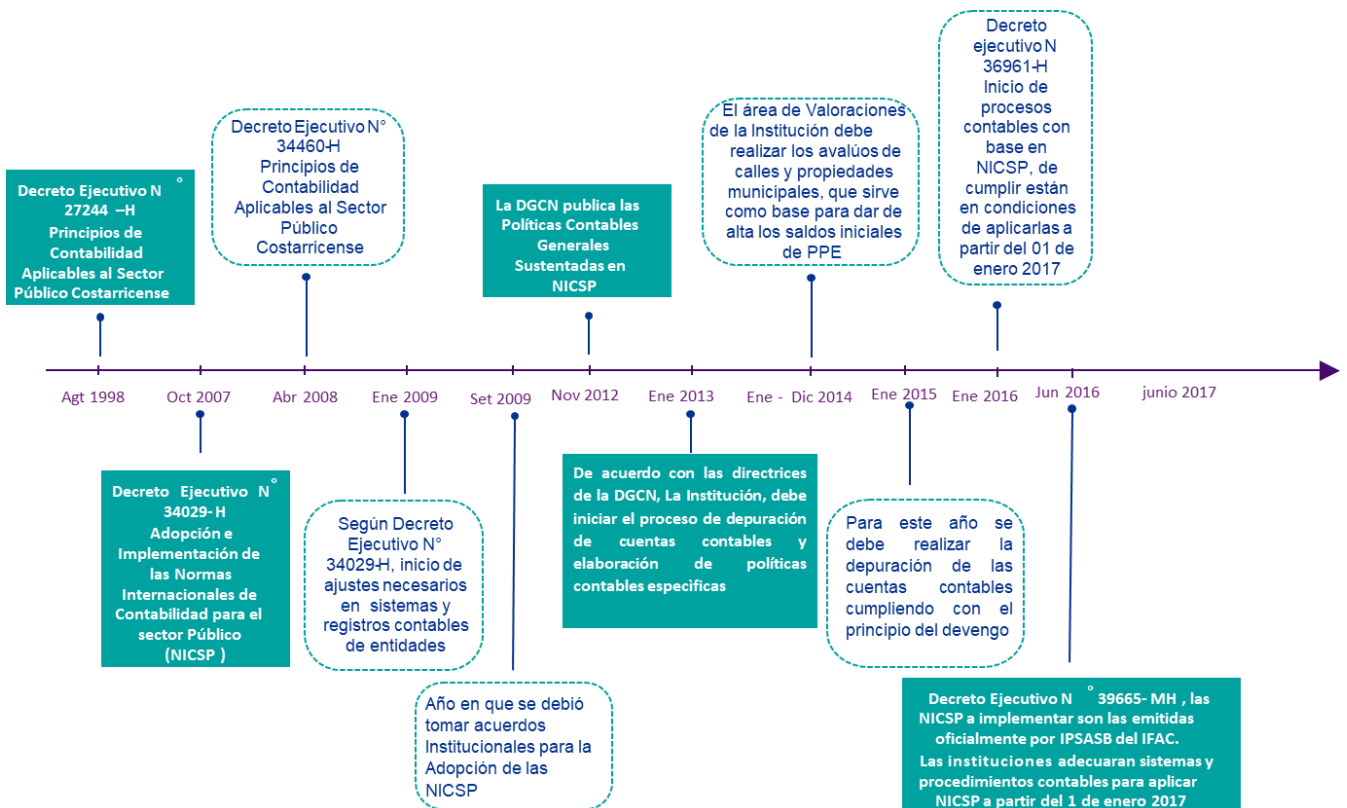 Decreto Ejecutivo N°
27244 –H
Principios de
Contabilidad
Aplicables al Sector
Público Costarricense
Decreto Ejecutivo N°
34460-H
Principios de
Contabilidad
Aplicables al Sector
Público
Costarricense
La DGCN publica las
Políticas Contables
Generales
Sustentadas en
NICSP
El área de Valoraciones
de la Institución debe
realizar los avalúos de
calles y propiedades
municipales, que sirve
como base para dar de
alta los saldos iniciales
de PPE
Decreto
ejecutivo N
36961-H
Inicio de
procesos
contables con
base en
NICSP, de
cumplir están
en condiciones
de aplicarlas a
partir del 01 de
enero 2017
Agt 1998
Oct 2007
Abr 2008
Ene 2009
Set 2009
Nov 2012
Ene 2013
Ene - Dic 2014
Ene 2015
Ene 2016
Jun 2016
junio 2017
Decreto Ejecutivo N°
34029- H
Adopción e
Implementación de
las Normas
Internacionales de
Contabilidad para el
sector Público
(NICSP )
Según Decreto
Ejecutivo N°
34029-H, inicio de
ajustes necesarios
en sistemas y
registros contables
de entidades
Año en que se debió
tomar acuerdos
Institucionales para la
Adopción de las
NICSP
De acuerdo con las directrices
de la DGCN, La Institución, debe
iniciar el proceso de depuración
de cuentas contables y
elaboración de políticas
contables especìficas
Para este año se
debe realizar la
depuración de las
cuentas contables
cumpliendo con el
principio del devengo
Decreto Ejecutivo N° 39665- MH , las
NICSP a implementar son las emitidas
oficialmente por IPSASB del IFAC.
Las instituciones adecuaran sistemas y
procedimientos contables para aplicar
NICSP a partir del 1 de enero 2017